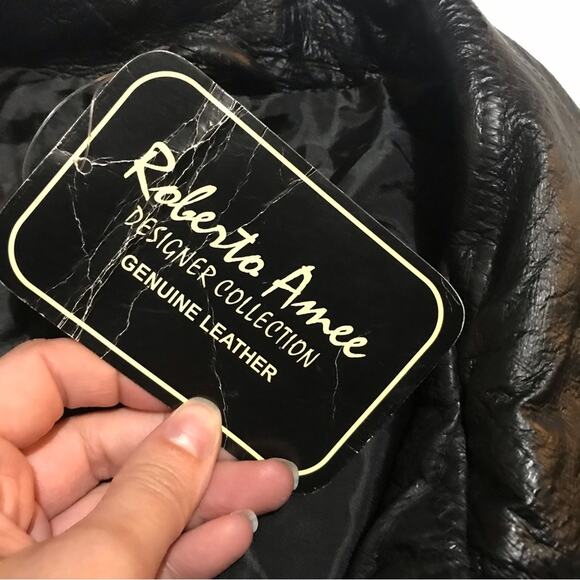 Roberto Amee
DESIGNER COLLECTION
GENUINE LEATHER